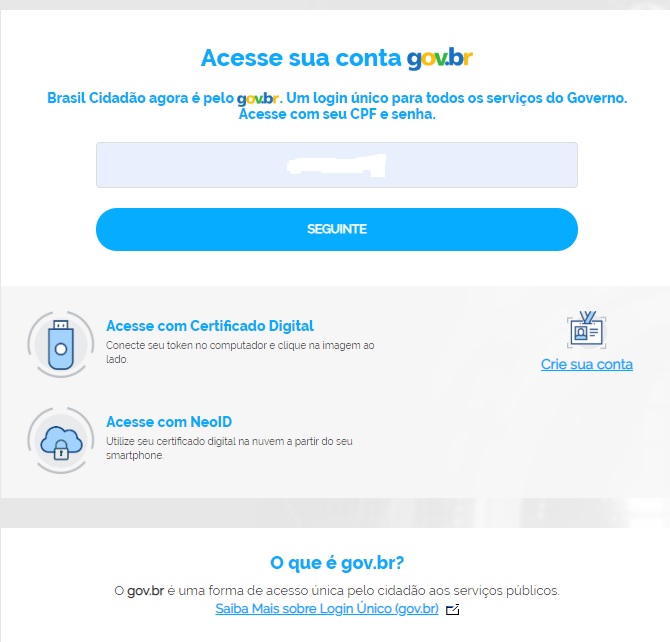 Acesse sua conta gov.br
Brasil Cidadão agora é pelo gov.br. Um login único para todos os serviços do Governo.
Acesse com seu CPF e senha.
SEGUINTE
Acesse com Certificado Digital
Conecte seu token no computador e clique na imagem ao
lado.
Crie sua conta
Acesse com NeoID
Utilize seu certificado digital na nuvem a partir do seu
smartphone.
O que é gov.br?
O gov.br é uma forma de acesso única pelo cidadão aos serviços públicos.
Saiba Mais sobre Login Único (gov.br)